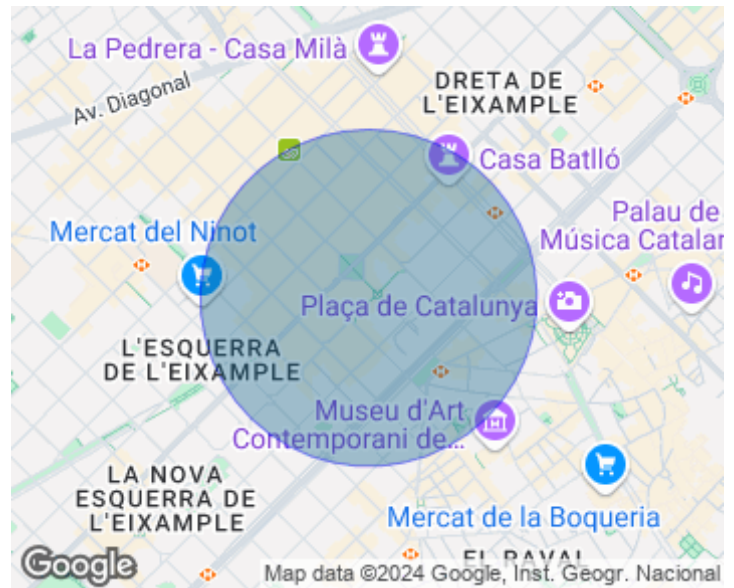 La Pedrera - Casa Milà
Av. Diagonal
DRETA DE
L'EIXAMPLE
Casa Batlló
Mercat del Ninot
Palau de
Música Catalan
Plaça de Catalunya
L'ESQUERRA
DE L'EIXAMPLE
Museu d'Art
Contemporani de...
LA NOVA
ESQUERRA DE
L'EIXAMPLE
Mercat de la Boqueria
EL RAVAL
Google
Map data ©2024 Google, Inst. Geogr. Nacional